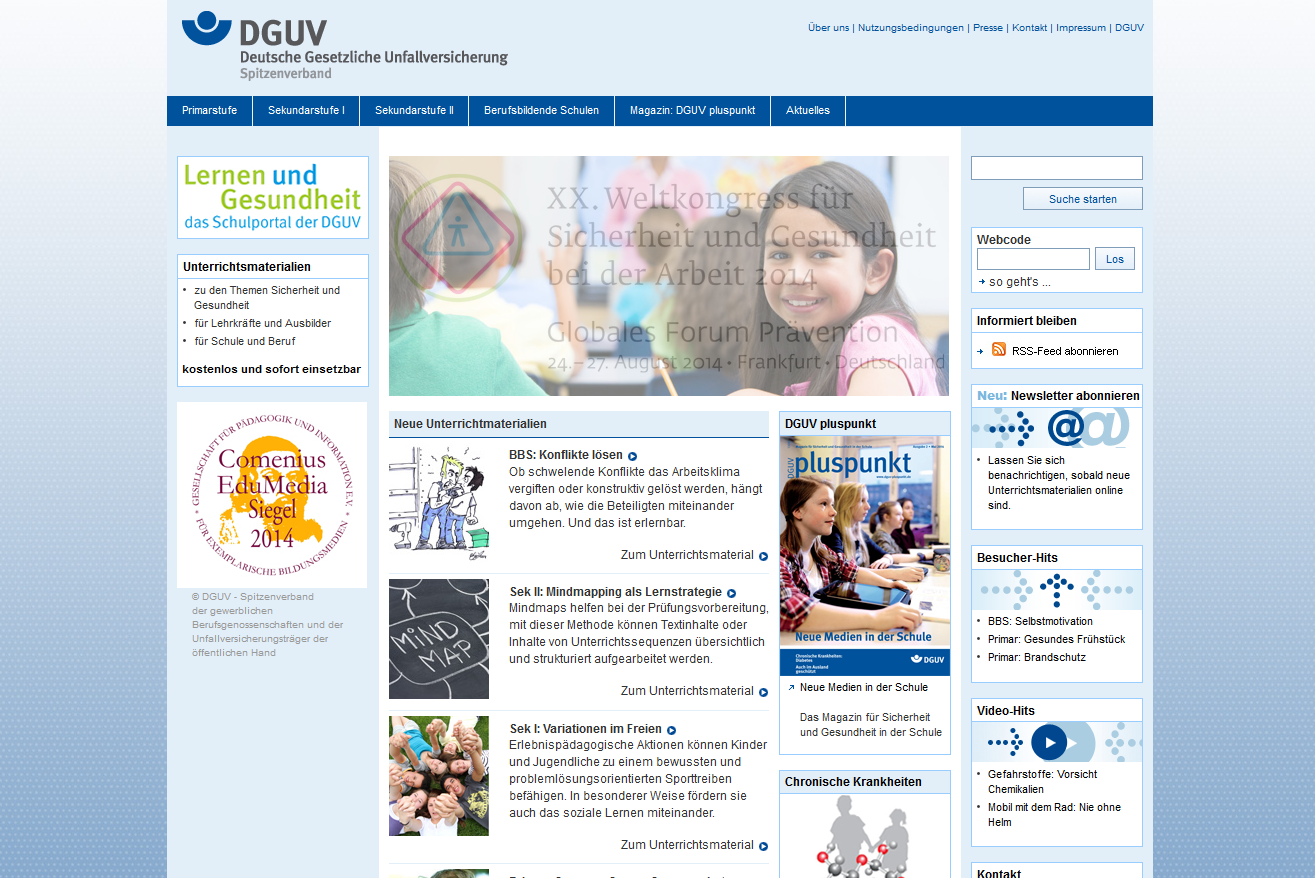 DGUV
Deutsche Gesetzliche Unfallversicherung
Spitzenverband
Über uns | Nutzungsbedingungen | Presse | Kontakt | Impressum | DGUV
Primarstufe
Sekundarstufe I
Sekundarstufe II
Berufsbildende Schulen
Magazin: DGUV pluspunkt
Aktuelles
Lernen und
Gesundheit
das Schulportal der DGUV
Unterrichtsmaterialien
• zu den Themen Sicherheit und
Gesundheit
• für Lehrkräfte und Ausbilder
• für Schule und Beruf
kostenlos und sofort einsetzbar
GESELLSCHAFT FÜR PÄDAGOGIK UND INFORMATION E.V.
Comenius
EduMedia
Siegel
2014
FÜR EXEMPLARISCHE BILDUNGSMEDIEN
© DGUV - Spitzenverband
der gewerblichen
Berufsgenossenschaften und der
Unfallversicherungsträger der
öffentlichen Hand
XX. Weltkongress für
Sicherheit und Gesundheit
bei der Arbeit 2014
Globales Forum Prävention
24.–27. August 2014 • Frankfurt • Deutschland
Neue Unterrichtmaterialien
BBS: Konflikte lösen
Ob schwelende Konflikte das Arbeitsklima
vergiften oder konstruktiv gelöst werden, hängt
davon ab, wie die Beteiligten miteinander
umgehen. Und das ist erlernbar.
Zum Unterrichtsmaterial
MIND
MAP
Sek II: Mindmapping als Lernstrategie
Mindmaps helfen bei der Prüfungsvorbereitung,
mit dieser Methode können Textinhalte oder
Inhalte von Unterrichtssequenzen übersichtlich
und strukturiert aufgearbeitet werden.
Zum Unterrichtsmaterial
Sek I: Variationen im Freien
Erlebnispädagogische Aktionen können Kinder
und Jugendliche zu einem bewussten und
problemlösungsorientierten Sporttreiben
befähigen. In besonderer Weise fördern sie
auch das soziale Lernen miteinander.
Zum Unterrichtsmaterial
DGUV pluspunkt
DGUV
pluspunkt
Neue Medien in der Schule
Chronische Krankheiten:
Diabetes
Auch im Ausland
geschützt
DGUV
Neue Medien in der Schule
Das Magazin für Sicherheit
und Gesundheit in der Schule
Chronische Krankheiten
Suche starten
Webcode
Los
so geht's ...
Informiert bleiben
RSS-Feed abonnieren
Neu: Newsletter abonnieren
@@
• Lassen Sie sich
benachrichtigen, sobald neue
Unterrichtsmaterialien online
sind.
Besucher-Hits
• BBS: Selbstmotivation
• Primar: Gesundes Frühstück
• Primar: Brandschutz
Video-Hits
• Gefahrstoffe: Vorsicht
Chemikalien
• Mobil mit dem Rad: Nie ohne
Helm
Kontakt